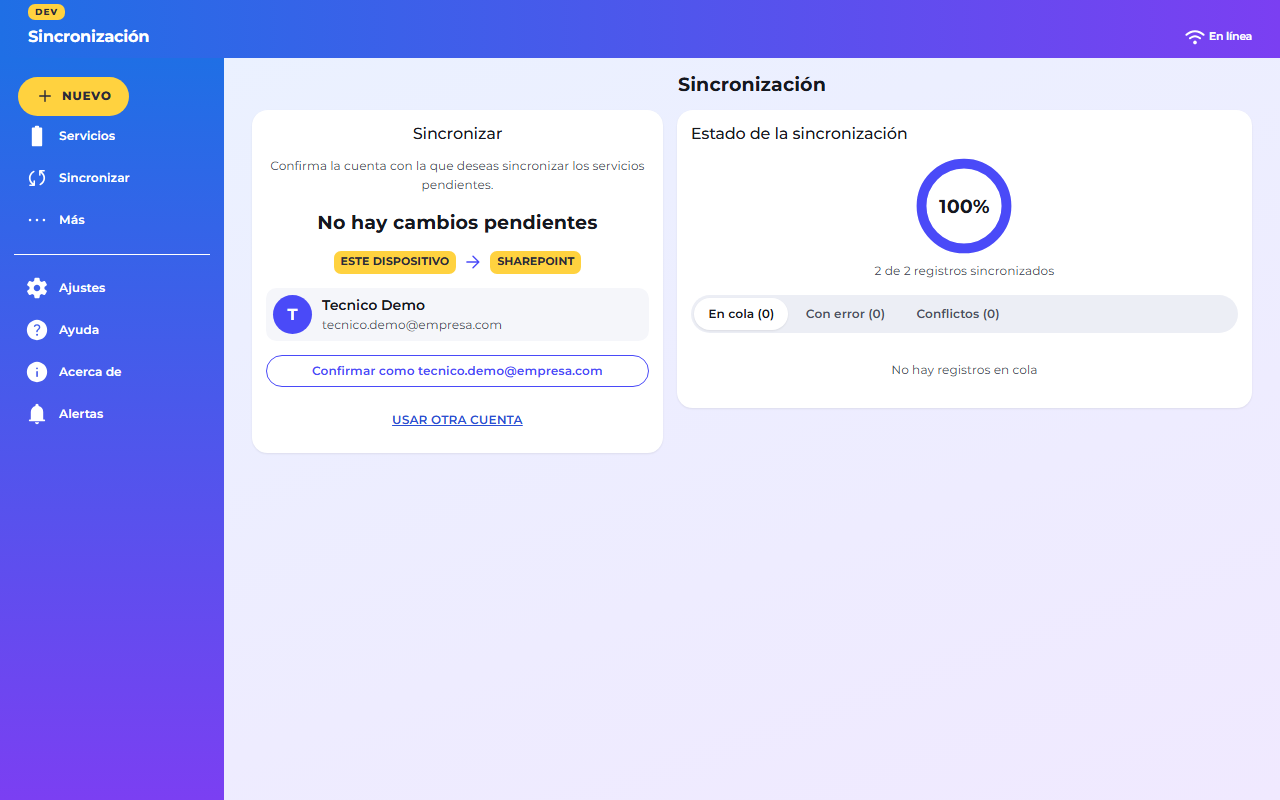 DEV
Sincronización
En línea
NUEVO
Servicios
Sincronizar
Más
Ajustes
Ayuda
Acerca de
Alertas
Sincronización
Sincronizar
Confirma la cuenta con la que deseas sincronizar los servicios
pendientes.
No hay cambios pendientes
ESTE DISPOSITIVO → SHAREPOINT
T
Tecnico Demo
tecnico.demo@empresa.com
Confirmar como tecnico.demo@empresa.com
USAR OTRA CUENTA
Estado de la sincronización
100%
2 de 2 registros sincronizados
En cola (0) Con error (0) Conflictos (0)
No hay registros en cola